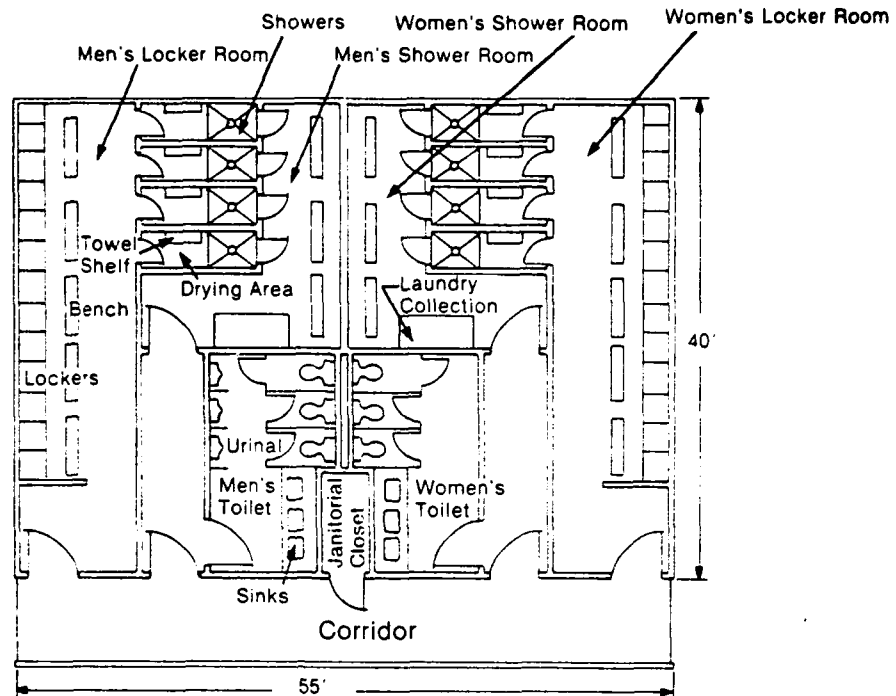 Showers
Women's Shower Room
Women's Locker Room
Men's Locker Room
Men's Shower Room
Towel
Shelf
Drying Area
Laundry
Collection
Bench
40′
Lockers
Urinal
Men's
Toilet
Janitorial
Closet
Women's
Toilet
Sinks
Corridor
55′